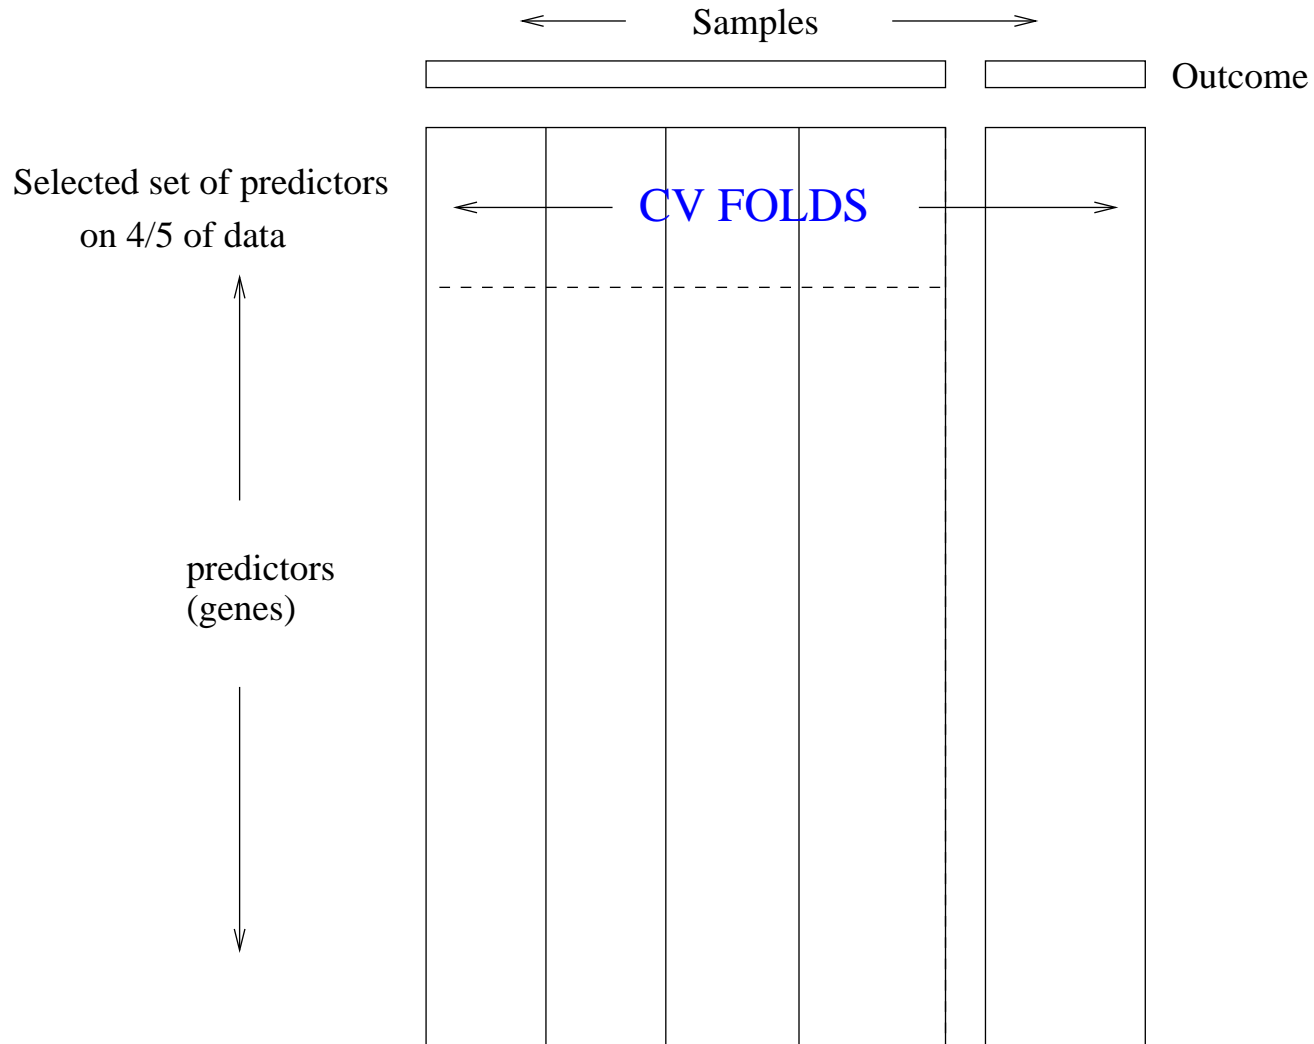 Samples
Outcome
Selected set of predictors
on 4/5 of data
CV FOLDS
predictors
(genes)